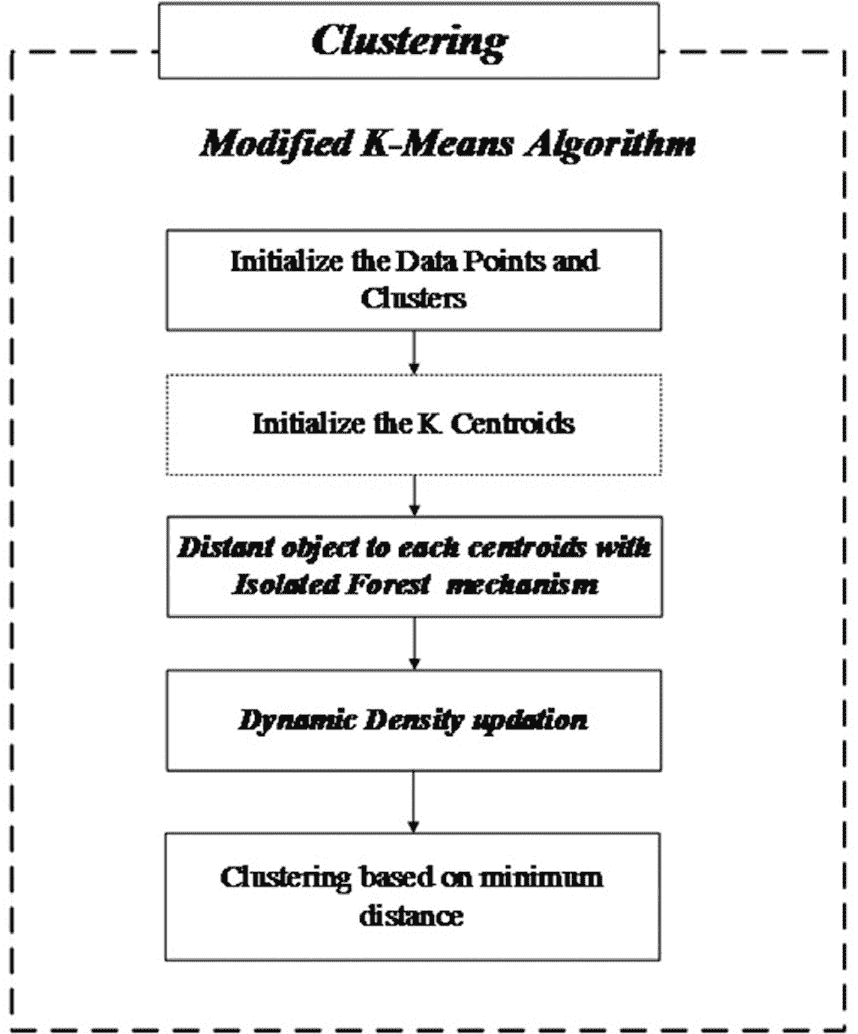 Clustering
Modified K-Means Algorithm
Initialize the Data Points and
Clusters
Initialize the K Centroids
Distant object to each centroids with
Isolated Forest mechanism
Dynamic Density updation
Clustering based on minimum
distance